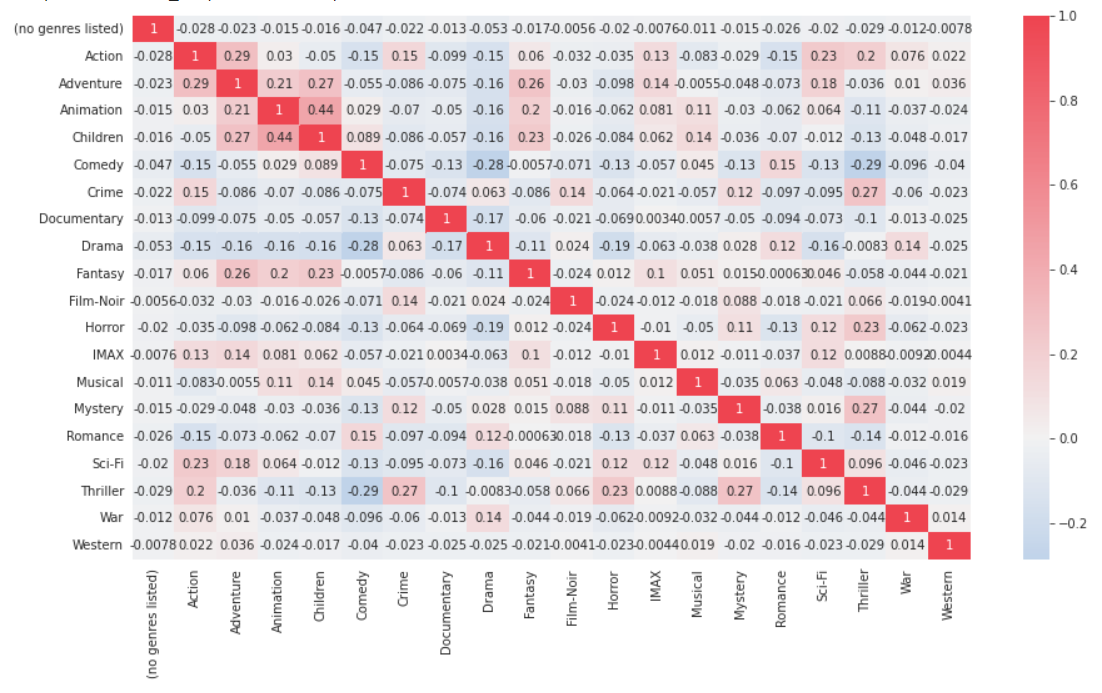 (no genres listed) 1 -0.028 -0.023 -0.015 -0.016 -0.047 -0.022 -0.013 -0.053 -0.017 -0.0056 -0.02 -0.0076 -0.011 -0.015 -0.026 -0.02 -0.029 -0.012 -0.0078
Action -0.028 1 0.29 0.03 -0.05 -0.15 0.15 -0.099 -0.15 0.06 -0.032 -0.035 0.13 -0.083 -0.029 -0.15 0.23 0.2 0.076 0.022
Adventure -0.023 0.29 1 0.21 0.27 -0.055 -0.086 -0.075 -0.16 0.26 -0.03 -0.098 0.14 -0.0055 -0.048 -0.073 0.18 -0.036 0.01 0.036
Animation -0.015 0.03 0.21 1 0.44 0.029 -0.07 -0.05 -0.16 0.2 -0.016 -0.062 0.081 0.11 -0.03 -0.062 0.064 -0.11 -0.037 -0.024
Children -0.016 -0.05 0.27 0.44 1 0.089 -0.086 -0.057 -0.16 0.23 -0.026 -0.084 0.062 0.14 -0.036 -0.07 -0.012 -0.13 -0.048 -0.017
Comedy -0.047 -0.15 -0.055 0.029 0.089 1 -0.075 -0.13 -0.28 -0.0057 -0.071 -0.13 -0.057 0.045 -0.13 0.15 -0.13 -0.29 -0.096 -0.04
Crime -0.022 0.15 -0.086 -0.07 -0.086 -0.075 1 -0.074 0.063 -0.086 0.14 -0.064 -0.021 -0.057 0.12 -0.097 -0.095 0.27 -0.06 -0.023
Documentary -0.013 -0.099 -0.075 -0.05 -0.057 -0.13 -0.074 1 -0.17 -0.06 -0.021 -0.069 0.0034 -0.0057 -0.05 -0.094 -0.073 -0.1 -0.013 -0.025
Drama -0.053 -0.15 -0.16 -0.16 -0.16 -0.28 0.063 -0.17 1 -0.11 0.024 -0.19 -0.063 -0.038 0.028 0.12 -0.16 -0.0083 0.14 -0.025
Fantasy -0.017 0.06 0.26 0.2 0.23 -0.0057 -0.086 -0.06 -0.11 1 -0.024 0.012 0.1 0.051 0.015 -0.00063 0.046 -0.058 -0.044 -0.021
Film-Noir -0.0056 -0.032 -0.03 -0.016 -0.026 -0.071 0.14 -0.021 0.024 -0.024 1 -0.024 -0.012 -0.018 0.088 -0.018 -0.021 0.066 -0.019 -0.0041
Horror -0.02 -0.035 -0.098 -0.062 -0.084 -0.13 -0.064 -0.069 -0.19 0.012 -0.024 1 -0.01 -0.05 0.11 -0.13 0.12 0.23 -0.062 -0.023
IMAX -0.0076 0.13 0.14 0.081 0.062 -0.057 -0.021 0.0034 -0.063 0.1 -0.012 -0.01 1 0.012 -0.011 -0.037 0.12 0.0088 -0.0092 -0.0044
Musical -0.011 -0.083 -0.0055 0.11 0.14 0.045 -0.057 -0.0057 -0.038 0.051 -0.018 -0.05 0.012 1 -0.035 0.063 -0.048 -0.088 -0.032 0.019
Mystery -0.015 -0.029 -0.048 -0.03 -0.036 -0.13 0.12 -0.05 0.028 0.015 0.088 0.11 -0.011 -0.035 1 -0.038 0.016 0.27 -0.044 -0.02
Romance -0.026 -0.15 -0.073 -0.062 -0.07 0.15 -0.097 -0.094 0.12 -0.00063 -0.018 -0.13 -0.037 0.063 -0.038 1 -0.1 -0.14 -0.012 -0.016
Sci-Fi -0.02 0.23 0.18 0.064 -0.012 -0.13 -0.095 -0.073 -0.16 0.046 -0.021 0.12 0.12 -0.048 0.016 -0.1 1 0.096 -0.046 -0.023
Thriller -0.029 0.2 -0.036 -0.11 -0.13 -0.29 0.27 -0.1 -0.0083 -0.058 0.066 0.23 0.0088 -0.088 0.27 -0.14 0.096 1 -0.044 -0.029
War -0.012 0.076 0.01 -0.037 -0.048 -0.096 -0.06 -0.013 0.14 -0.044 -0.019 -0.062 -0.0092 -0.032 -0.044 -0.012 -0.046 -0.044 1 0.014
Western -0.0078 0.022 0.036 -0.024 -0.017 -0.04 -0.023 -0.025 -0.025 -0.021 -0.0041 -0.023 -0.0044 0.019 -0.02 -0.016 -0.023 -0.029 0.014 1
(no genres listed) Action Adventure Animation Children Comedy Crime Documentary Drama Fantasy Film-Noir Horror IMAX Musical Mystery Romance Sci-Fi Thriller War Western
1.0
0.8
0.6
0.4
0.2
0.0
−0.2